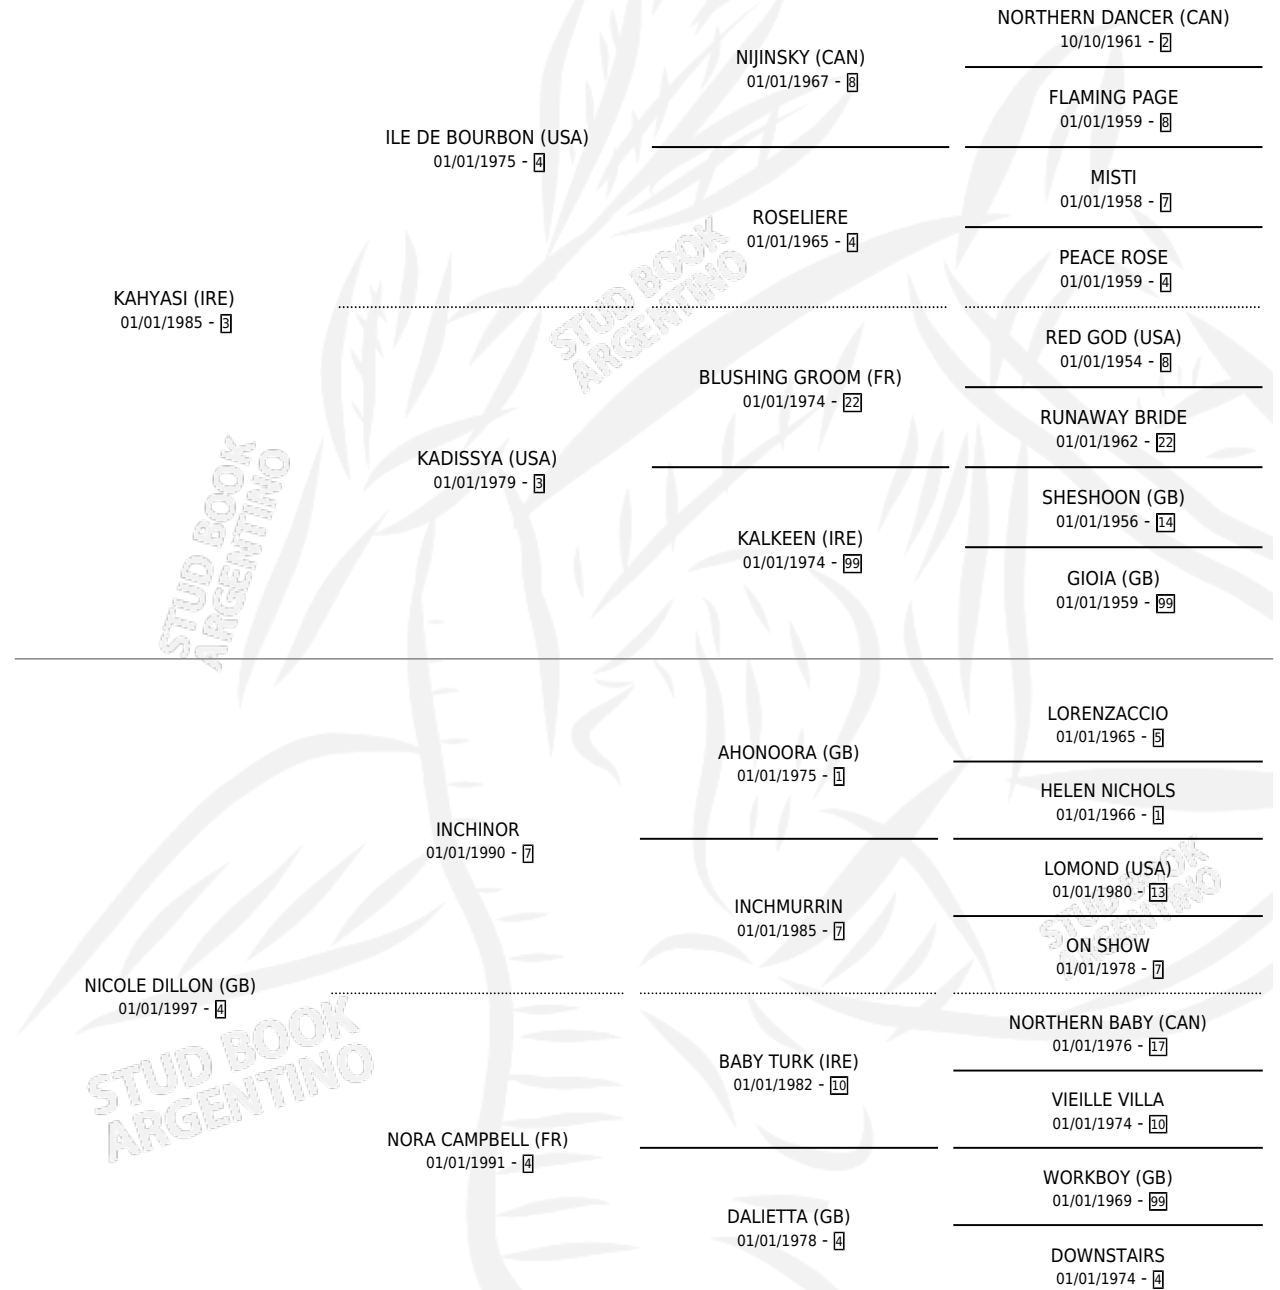 NORTHERN DANCER (CAN)
10/10/1961 - 2
NIJINSKY (CAN)
01/01/1967 - 8
FLAMING PAGE
01/01/1959 - 8
ILE DE BOURBON (USA)
01/01/1975 - 4
MISTI
01/01/1958 - 7
ROSELIERE
01/01/1965 - 4
PEACE ROSE
01/01/1959 - 4
KAHYASI (IRE)
01/01/1985 - 3
RED GOD (USA)
01/01/1954 - 8
BLUSHING GROOM (FR)
01/01/1974 - 22
RUNAWAY BRIDE
01/01/1962 - 22
KADISSYA (USA)
01/01/1979 - 3
SHESHOON (GB)
01/01/1956 - 14
KALKEEN (IRE)
01/01/1974 - 99
GIOIA (GB)
01/01/1959 - 99
LORENZACCIO
01/01/1965 - 5
AHONOORA (GB)
01/01/1975 - 1
HELEN NICHOLS
01/01/1966 - 1
INCHINOR
01/01/1990 - 7
LOMOND (USA)
01/01/1980 - 13
INCHMURRIN
01/01/1985 - 7
ON SHOW
01/01/1978 - 7
NICOLE DILLON (GB)
01/01/1997 - 4
NORTHERN BABY (CAN)
01/01/1976 - 17
BABY TURK (IRE)
01/01/1982 - 10
VIEILLE VILLA
01/01/1974 - 10
NORA CAMPBELL (FR)
01/01/1991 - 4
WORKBOY (GB)
01/01/1969 - 99
DALIETTA (GB)
01/01/1978 - 4
DOWNSTAIRS
01/01/1974 - 4
STUD BOOK
ARGENTINO
STUD BOOK
ARGENTINO
STUD BOOK
ARGENTINO
STUD BOOK
ARGENTINO